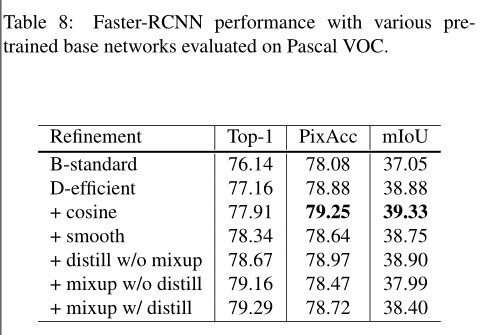 Table 8: Faster-RCNN performance with various pre-
trained base networks evaluated on Pascal VOC.
Refinement Top-1 PixAcc mIoU
B-standard 76.14 78.08 37.05
D-efficient 77.16 78.88 38.88
+ cosine 77.91 79.25 39.33
+ smooth 78.34 78.64 38.75
+ distill w/o mixup 78.67 78.97 38.90
+ mixup w/o distill 79.16 78.47 37.99
+ mixup w/ distill 79.29 78.72 38.40